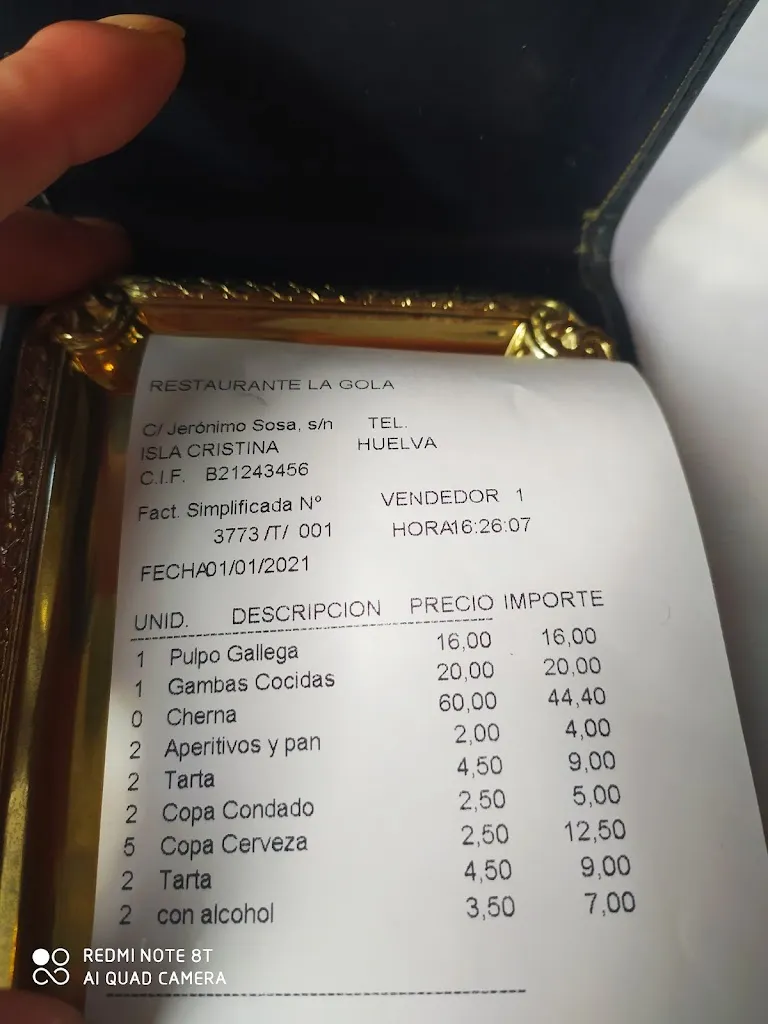 RESTAURANTE LA GOLA
C/ Jerónimo Sosa, s/n TEL.
ISLA CRISTINA HUELVA
C.I.F. B21243456
Fact. Simplificada Nº VENDEDOR 1
3773 /T/ 001 HORA16:26:07
FECHA01/01/2021
UNID. DESCRIPCION PRECIO IMPORTE
1 Pulpo Gallega 16,00 16,00
1 Gambas Cocidas 20,00 20,00
0 Cherna 60,00 44,40
2 Aperitivos y pan 2,00 4,00
2 Tarta 4,50 9,00
2 Copa Condado 2,50 5,00
5 Copa Cerveza 2,50 12,50
2 Tarta 4,50 9,00
2 con alcohol 3,50 7,00
REDMI NOTE 8T
AI QUAD CAMERA